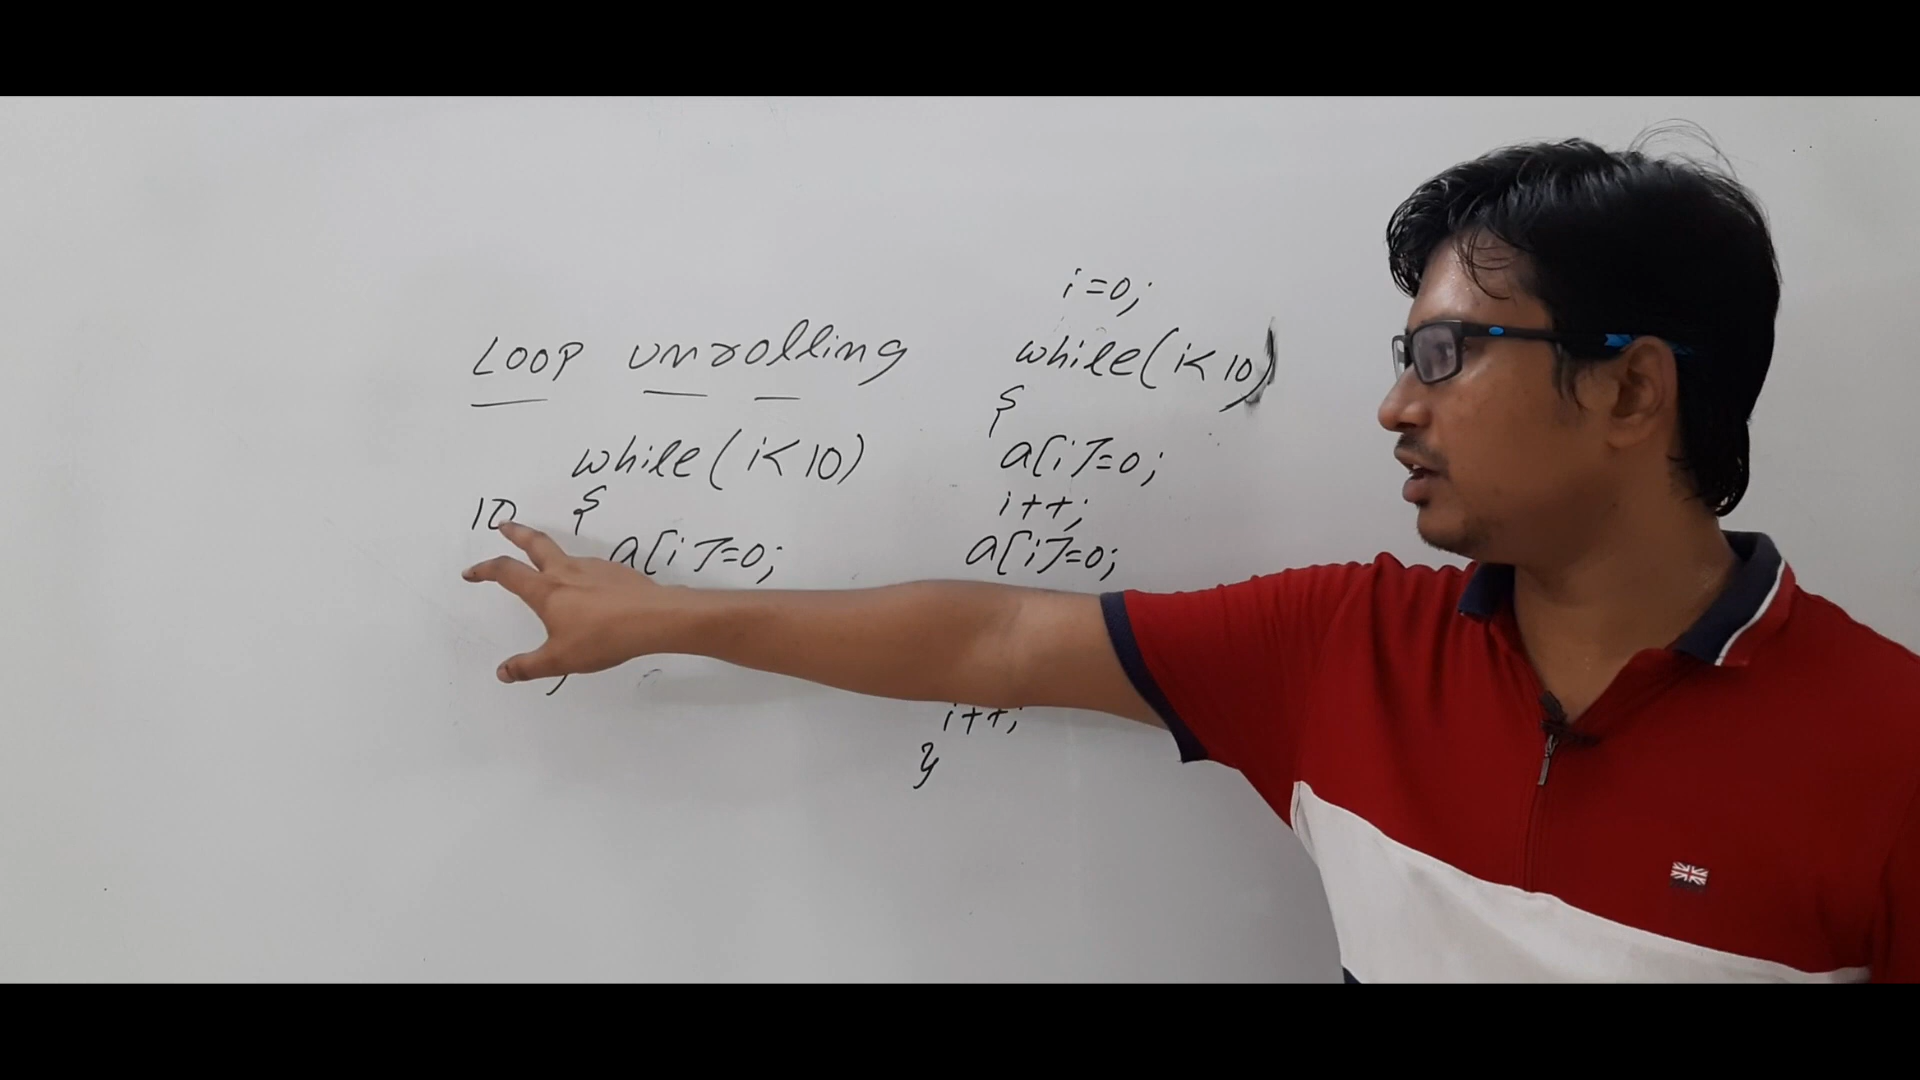 Loop unrolling
while(i<10)
10 {
a[i]=0;
i=0;
while(i<10)
{
a[i]=0;
i++;
a[i]=0;
i++;
}